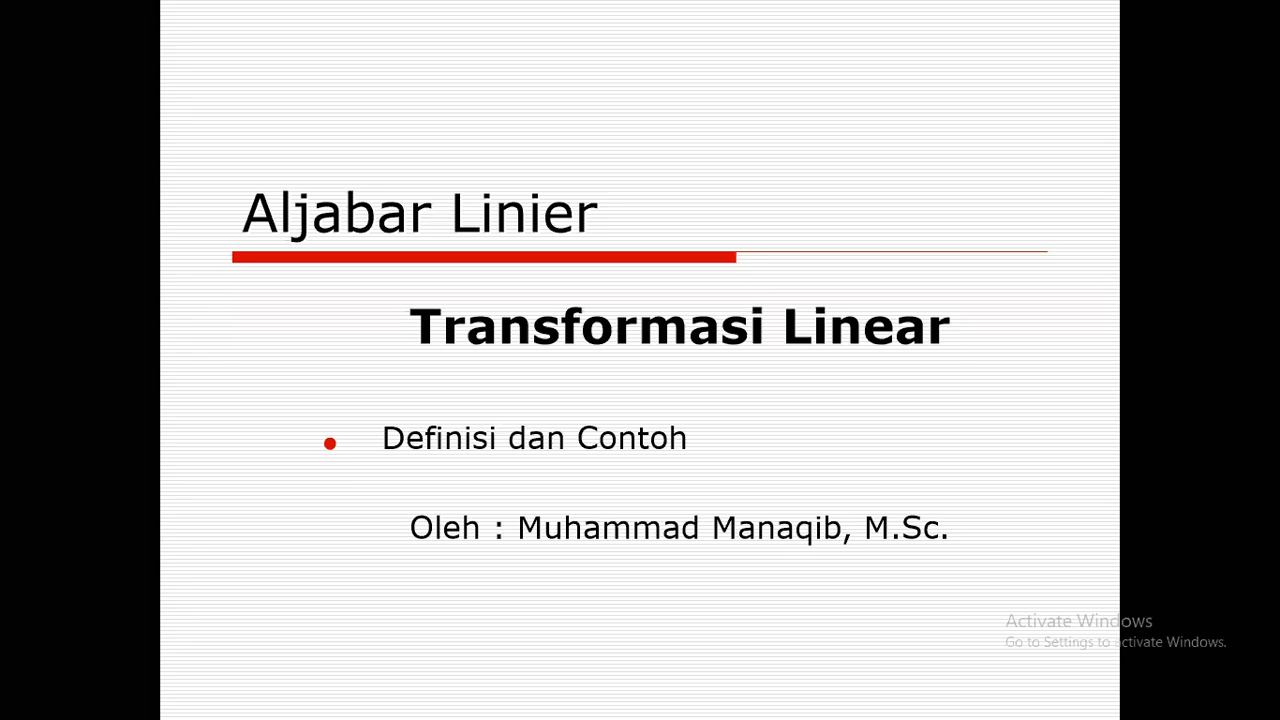 Aljabar Linier
Transformasi Linear
• Definisi dan Contoh
Oleh : Muhammad Manaqib, M.Sc.
Activate Windows
Go to Settings to activate Windows.